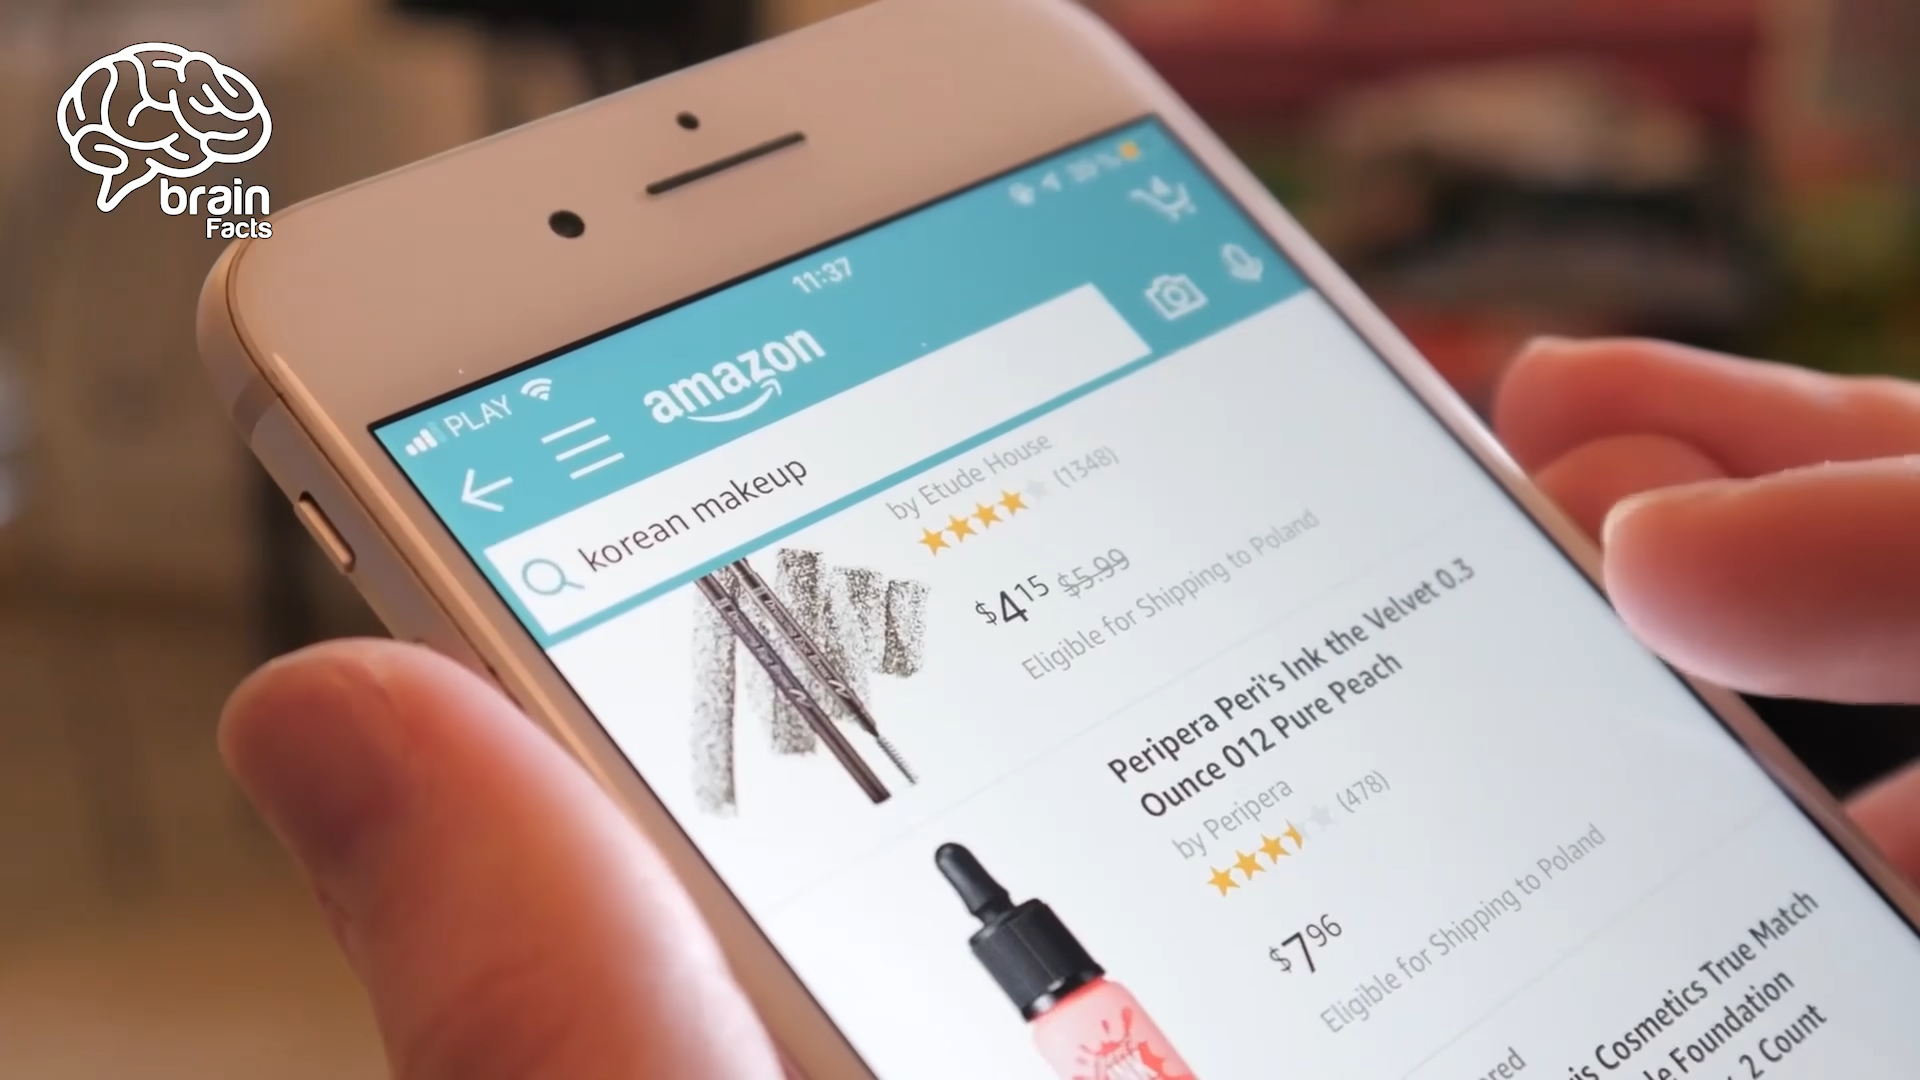 brain
Facts
PLAY
11:37
amazon
korean makeup
by Etude House
(1348)
$4.15 $5.99
Eligible for Shipping to Poland
Peripera Peri's Ink the Velvet 0.3
Ounce 012 Pure Peach
by Peripera
(478)
$7.96
Eligible for Shipping to Poland
Cosmetics True Match
Foundation
2 Count